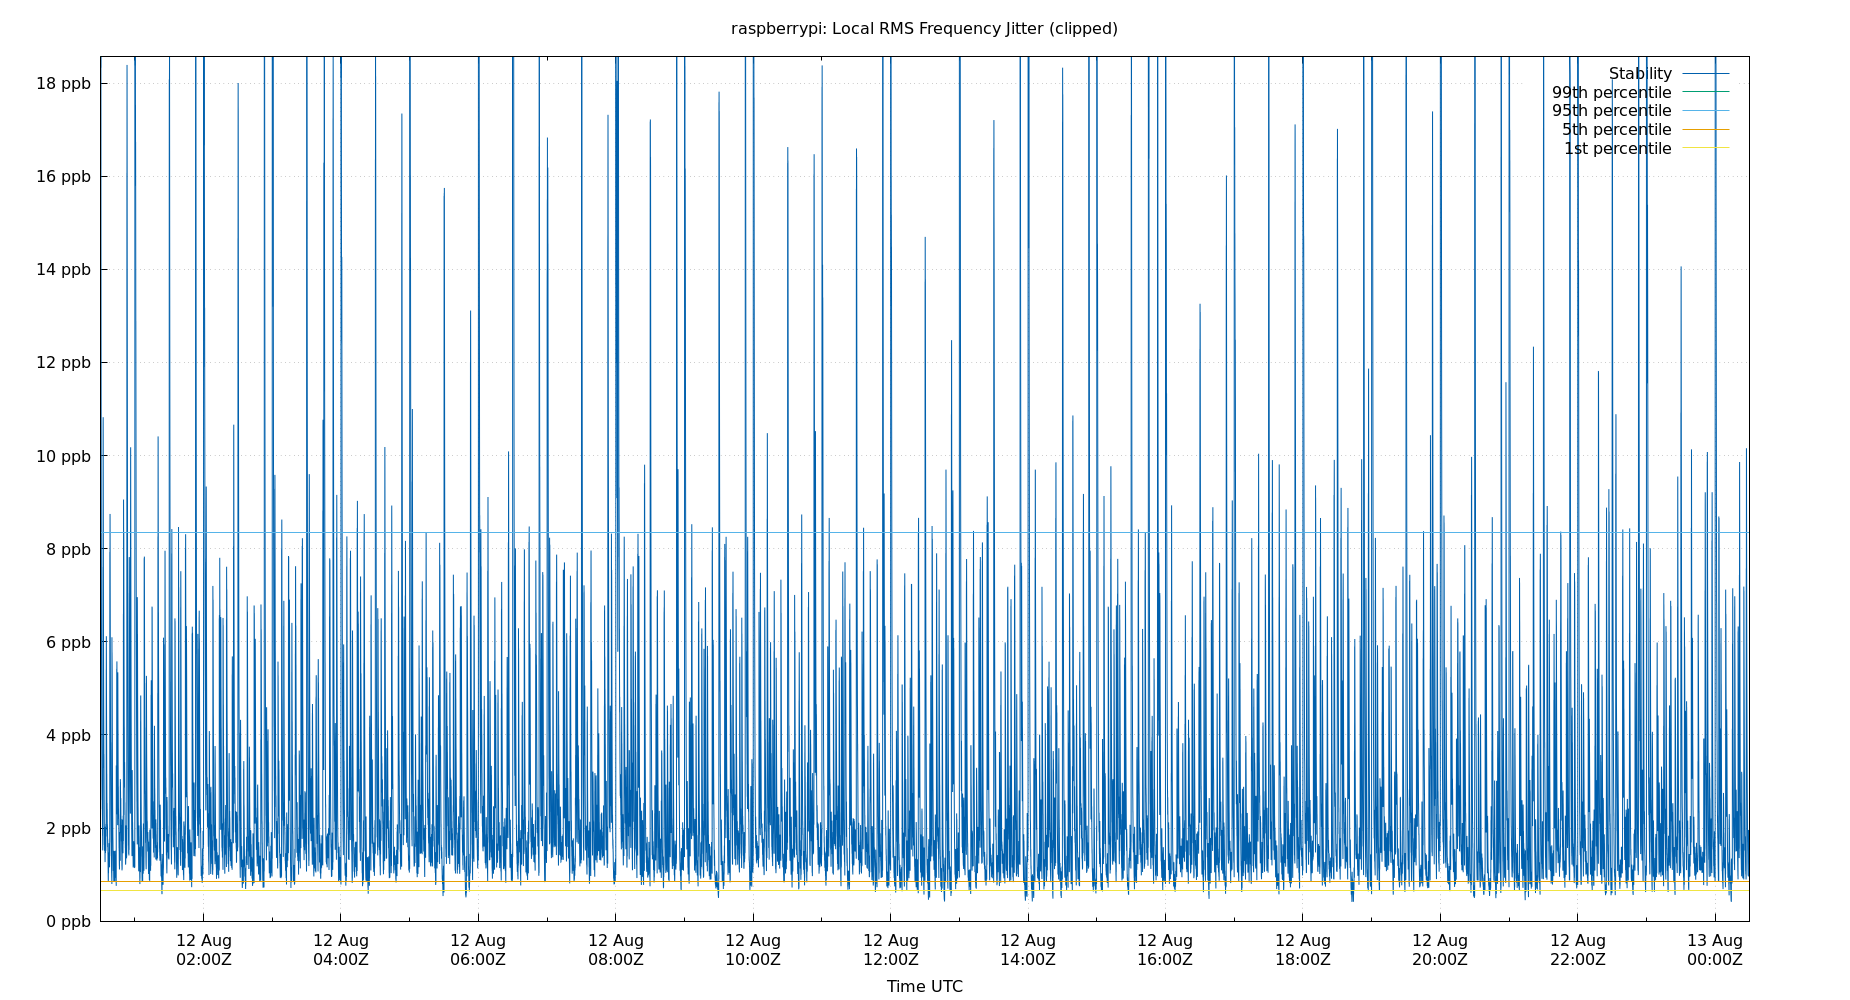 raspberrypi: Local RMS Frequency Jitter (clipped)
18 ppb
16 ppb
14 ppb
12 ppb
10 ppb
8 ppb
6 ppb
4 ppb
2 ppb
0 ppb
Stability
99th percentile
95th percentile
5th percentile
1st percentile
12 Aug 12 Aug 12 Aug 12 Aug 12 Aug 12 Aug 12 Aug 12 Aug 12 Aug 12 Aug 12 Aug 13 Aug
02:00Z 04:00Z 06:00Z 08:00Z 10:00Z 12:00Z 14:00Z 16:00Z 18:00Z 20:00Z 22:00Z 00:00Z
Time UTC